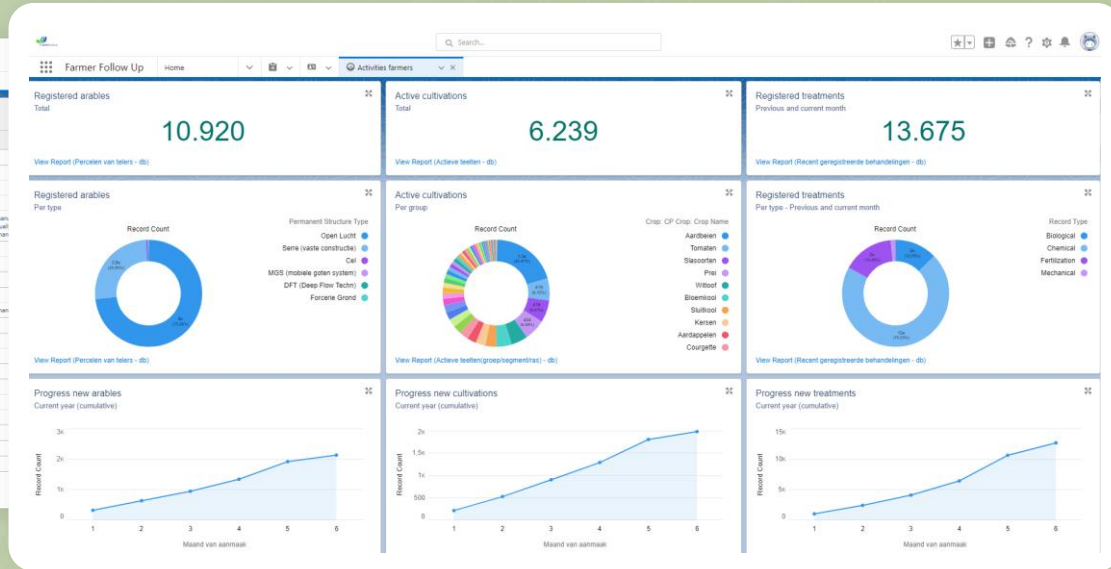 Search...
Farmer Follow Up
Home
Activities farmers
Registered arables
Total
10.920
View Report (Percelen van telers - db)
Active cultivations
Total
6.239
View Report (Actieve teelten - db)
Registered treatments
Previous and current month
13.675
View Report (Recent geregistreerde behandelingen - db)
Registered arables
Per type
Record Count
Permanent Structure Type
Open Lucht
Serre (vaste constructie)
Cel
MGS (mobiele goten systeem)
DFT (Deep Flow Techn)
Forcerie Grond
View Report (Percelen van telers - db)
Active cultivations
Per group
Record Count
Crop: CP Crop: Crop Name
Aardbeien
Tomaten
Slasoorten
Prei
Witloof
Bloemkool
Sluitkool
Kersen
Aardappelen
Courgette
View Report (Actieve teelten(groep/segment/ras) - db)
Registered treatments
Per type - Previous and current month
Record Count
Record Type
Biological
Chemical
Fertilization
Mechanical
View Report (Recent geregistreerde behandelingen - db)
Progress new arables
Current year (cumulative)
Record Count
3k
2k
1k
0
1 2 3 4 5 6
Maand van aanmaak
Progress new cultivations
Current year (cumulative)
Record Count
2k
1,5k
1k
500
0
1 2 3 4 5 6
Maand van aanmaak
Progress new treatments
Current year (cumulative)
Record Count
15k
10k
5k
0
1 2 3 4 5 6
Maand van aanmaak